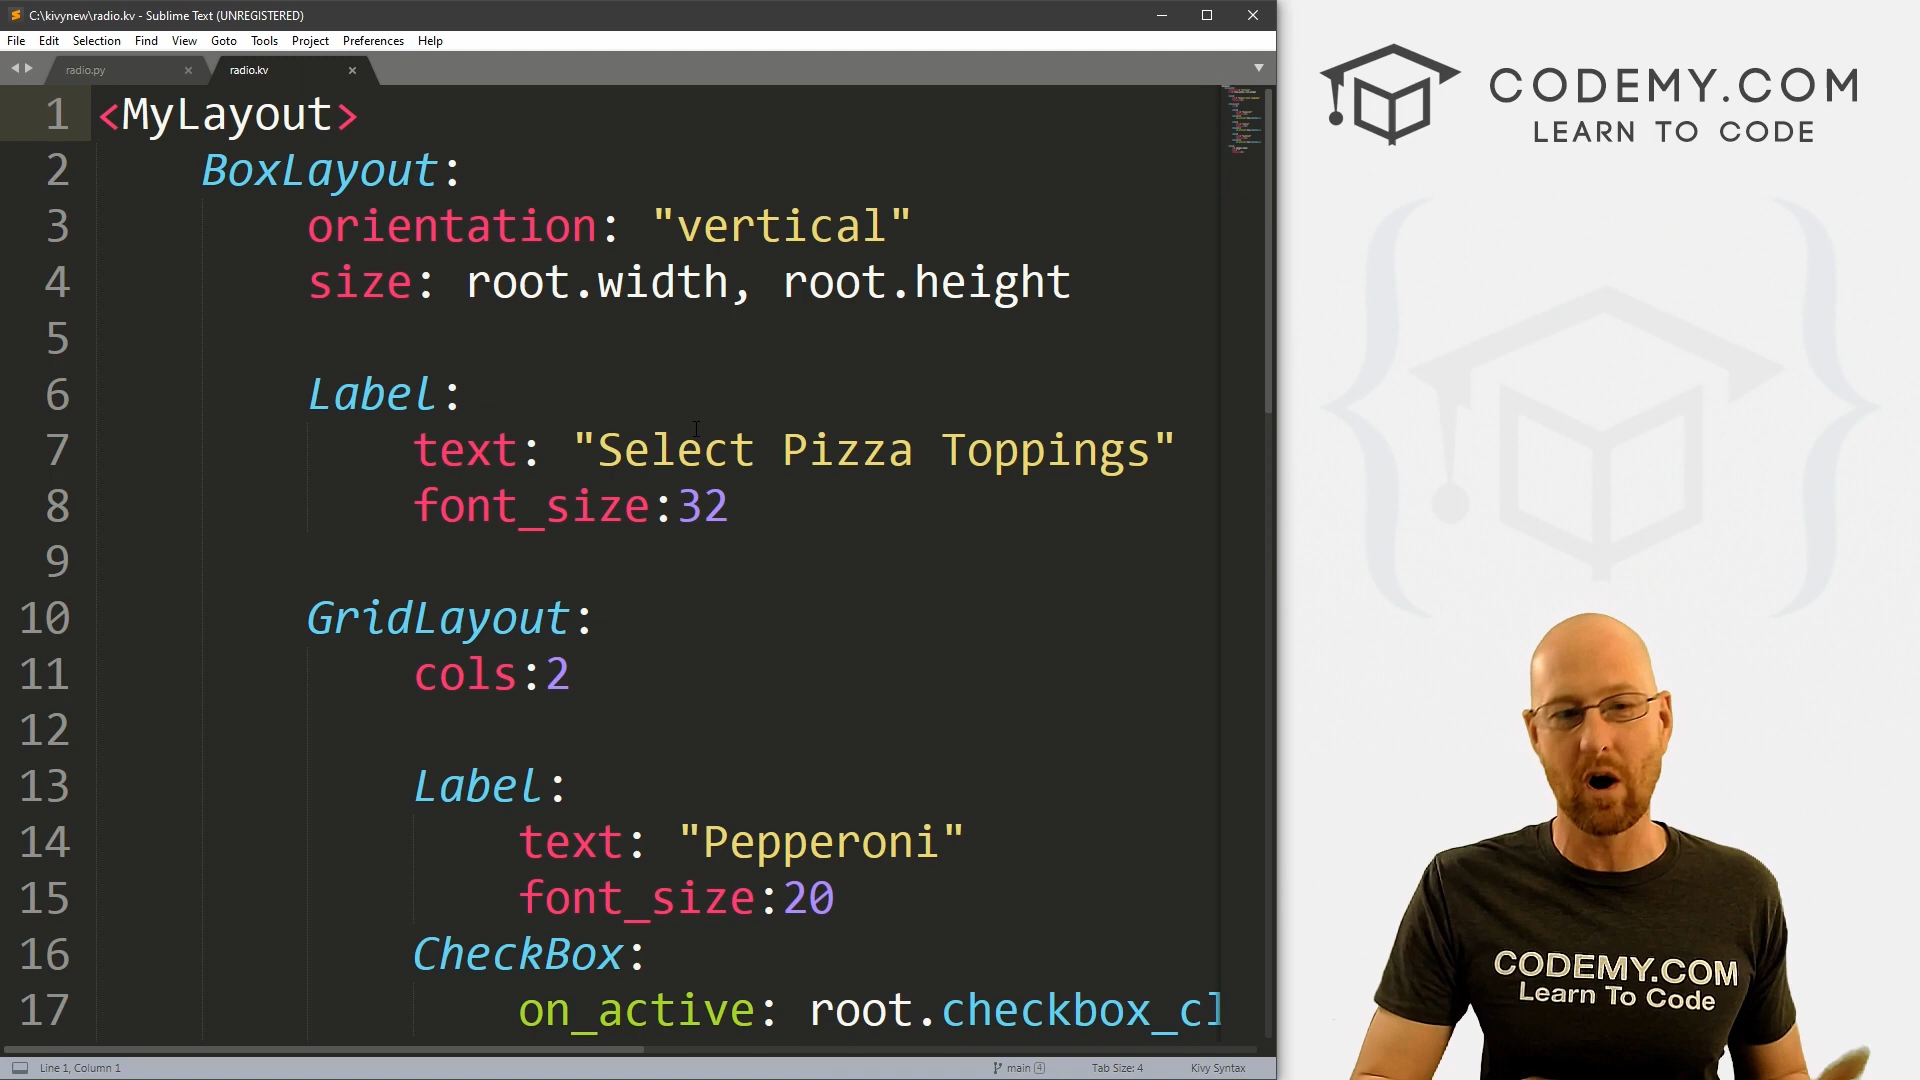 C:\kivynew\radio.kv - Sublime Text (UNREGISTERED)
File Edit Selection Find View Goto Tools Project Preferences Help
radio.py radio.kv
1 <MyLayout>
2 BoxLayout:
3 orientation: "vertical"
4 size: root.width, root.height
5
6 Label:
7 text: "Select Pizza Toppings"
8 font_size:32
9
10 GridLayout:
11 cols:2
12
13 Label:
14 text: "Pepperoni"
15 font_size:20
16 CheckBox:
17 on_active: root.checkbox_cl
Line 1, Column 1 main 4 Tab Size: 4 Kivy Syntax
CODEMY.COM
LEARN TO CODE
CODEMY.COM
Learn To Code